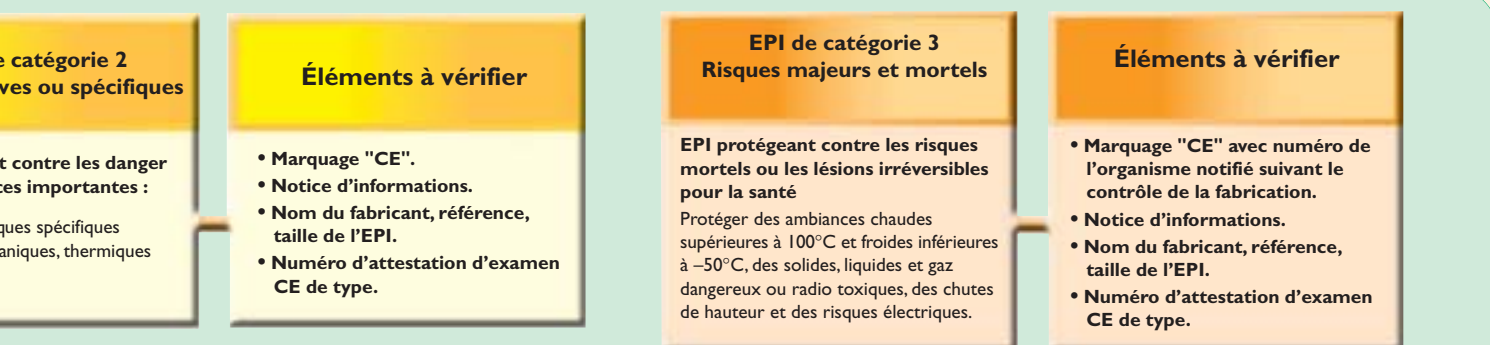 catégorie 2
ou spécifiques
contre les danger
importantes :
spécifiques
thermiques
Éléments à vérifier
• Marquage "CE".
• Notice d’informations.
• Nom du fabricant, référence,
taille de l’EPI.
• Numéro d’attestation d’examen
CE de type.
EPI de catégorie 3
Risques majeurs et mortels
EPI protégeant contre les risques
mortels ou les lésions irréversibles
pour la santé
Protéger des ambiances chaudes
supérieures à 100°C et froides inférieures
à –50°C, des solides, liquides et gaz
dangereux ou radio toxiques, des chutes
de hauteur et des risques électriques.
Éléments à vérifier
• Marquage "CE" avec numéro de
l’organisme notifié suivant le
contrôle de la fabrication.
• Notice d’informations.
• Nom du fabricant, référence,
taille de l’EPI.
• Numéro d’attestation d’examen
CE de type.